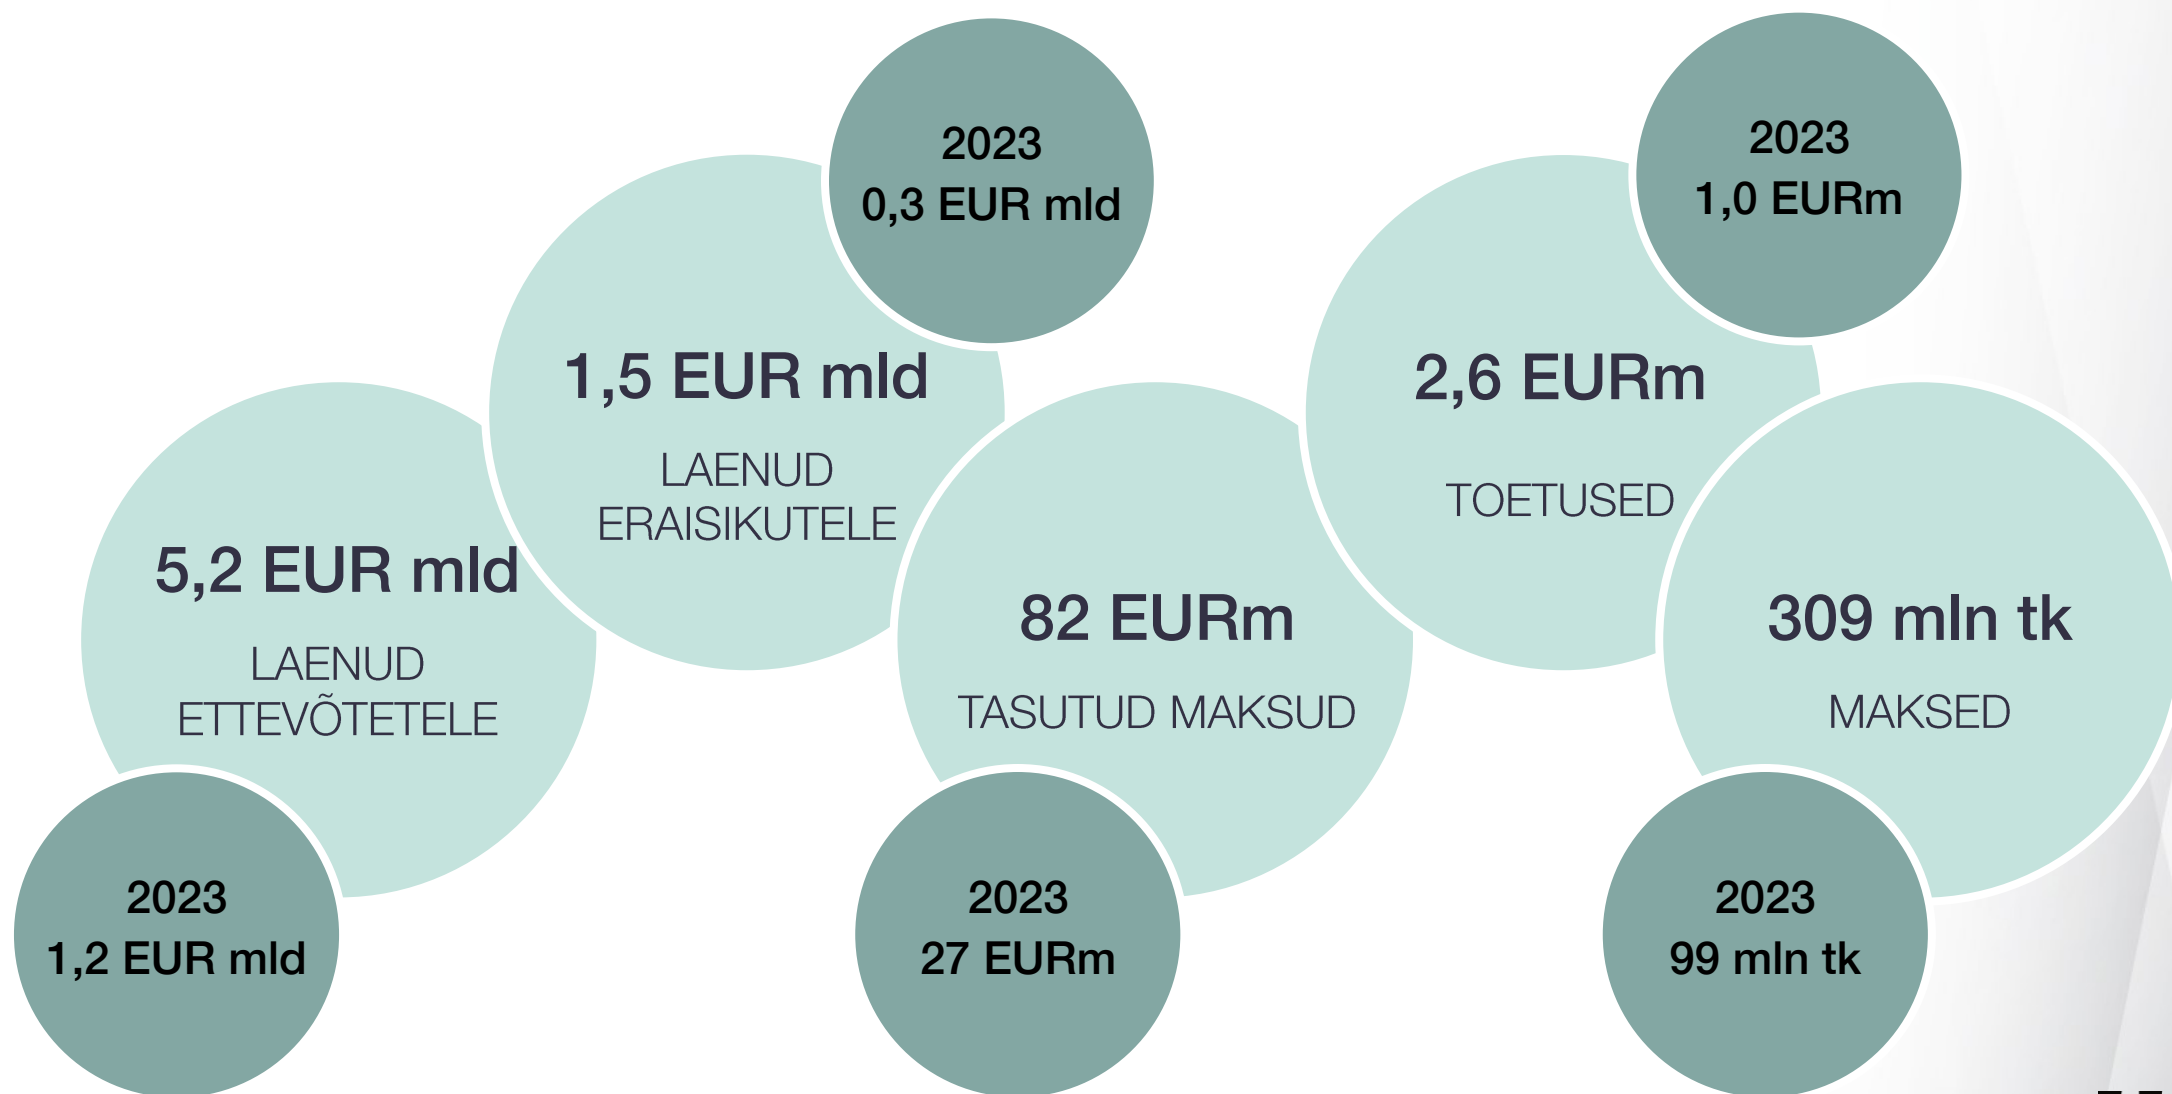 5,2 EUR mld
LAENUD
ETTEVÕTETELE
2023
1,2 EUR mld
1,5 EUR mld
LAENUD
ERAISIKUTELE
2023
0,3 EUR mld
82 EURm
TASUTUD MAKSUD
2023
27 EURm
2,6 EURm
TOETUSED
2023
1,0 EURm
309 mln tk
MAKSED
2023
99 mln tk